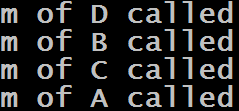 m of D called
m of B called
m of C called
m of A called